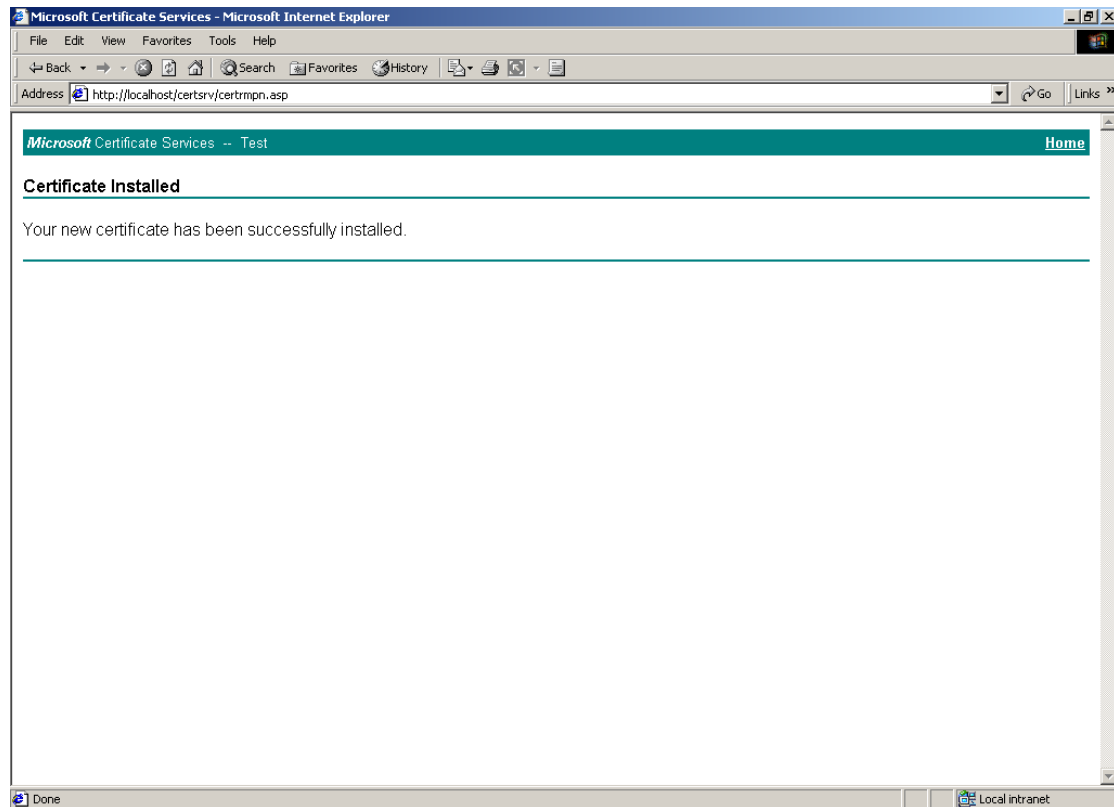 Microsoft Certificate Services - Microsoft Internet Explorer
File Edit View Favorites Tools Help
Back Search Favorites History
Address http://localhost/certsrv/certrmpn.asp Go Links »
Microsoft Certificate Services -- Test Home
Certificate Installed
Your new certificate has been successfully installed.
Done Local intranet